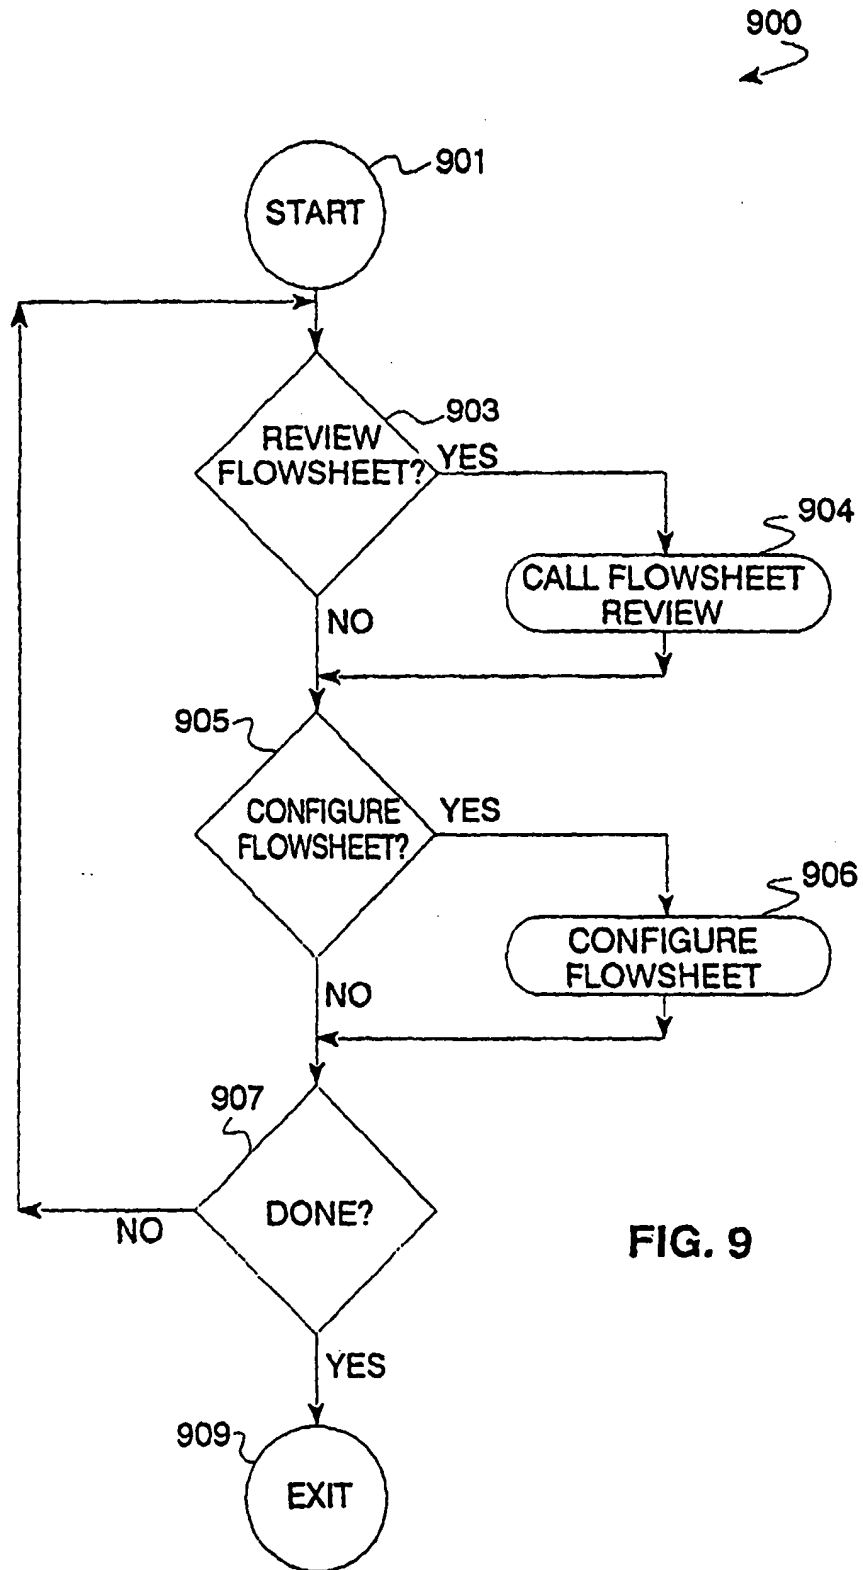 900
901
START
903
REVIEW
FLOWSHEET?
YES
904
CALL FLOWSHEET
REVIEW
NO
905
CONFIGURE
FLOWSHEET?
YES
906
CONFIGURE
FLOWSHEET
NO
907
DONE?
NO
FIG. 9
YES
909
EXIT